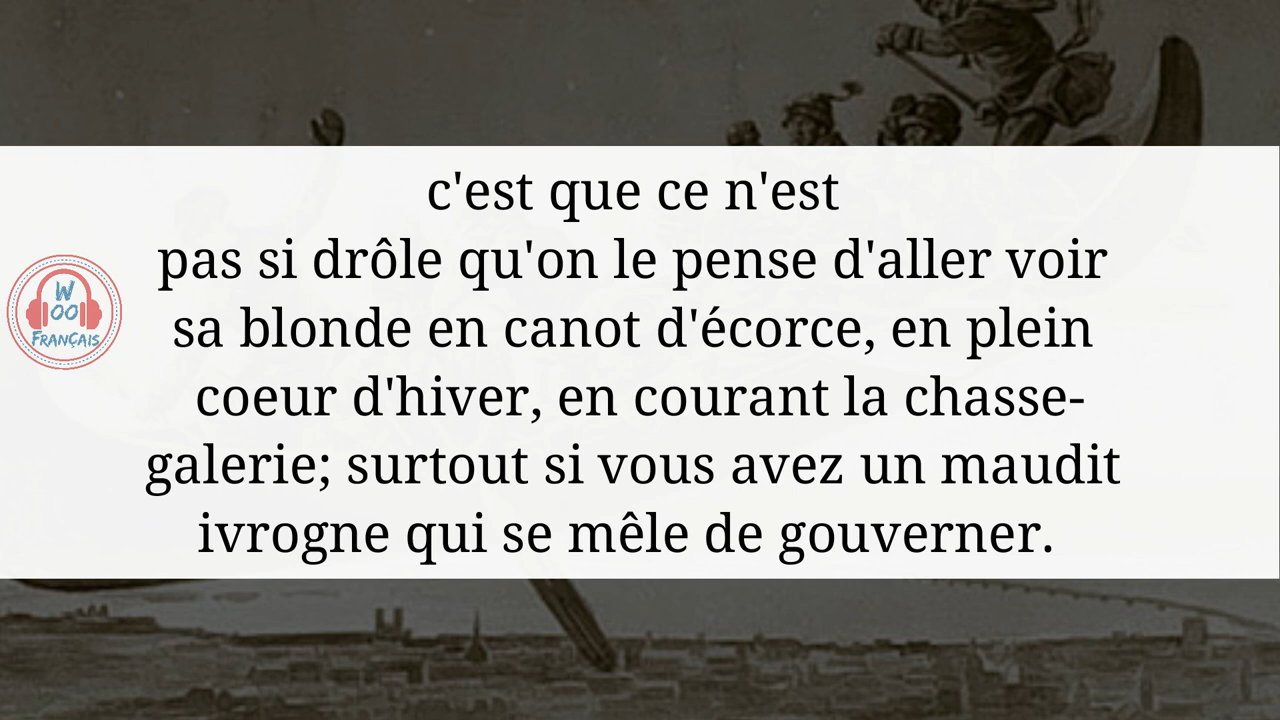 c'est que ce n'est
pas si drôle qu'on le pense d'aller voir
sa blonde en canot d'écorce, en plein
coeur d'hiver, en courant la chasse-
galerie; surtout si vous avez un maudit
ivrogne qui se mêle de gouverner.
W
OO
FRANÇAIS